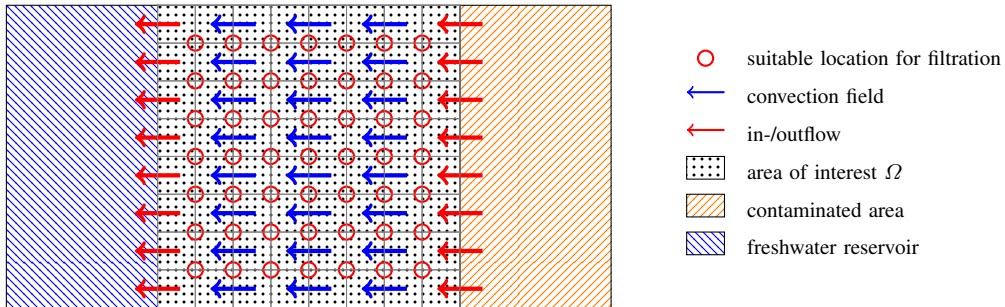 suitable location for filtration
convection field
in-/outflow
area of interest Ω
contaminated area
freshwater reservoir